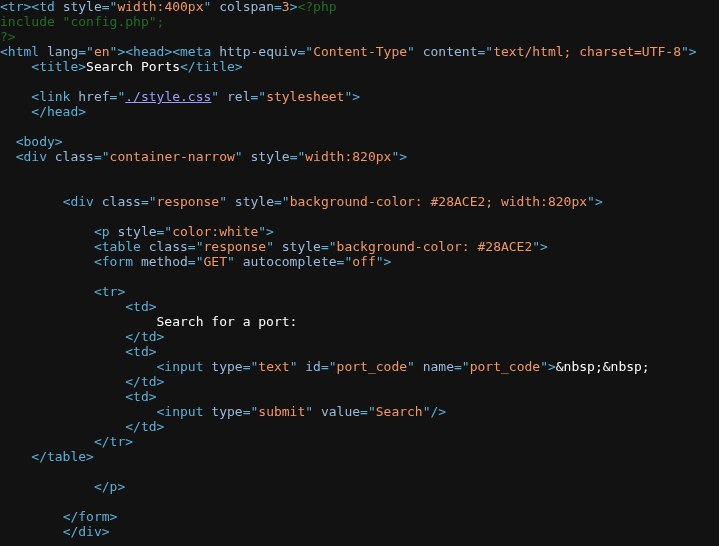 <tr><td style="width:400px" colspan=3><?php
include "config.php";
?>
<html lang="en"><head><meta http-equiv="Content-Type" content="text/html; charset=UTF-8">
    <title>Search Ports</title>

    <link href="./style.css" rel="stylesheet">
    </head>

  <body>
  <div class="container-narrow" style="width:820px">


        <div class="response" style="background-color: #28ACE2; width:820px">

            <p style="color:white">
            <table class="response" style="background-color: #28ACE2">
            <form method="GET" autocomplete="off">

            <tr>
                <td>
                    Search for a port:
                </td>
                <td>
                    <input type="text" id="port_code" name="port_code">&nbsp;&nbsp;
                </td>
                <td>
                    <input type="submit" value="Search"/>
                </td>
            </tr>
    </table>

            </p>

        </form>
        </div>